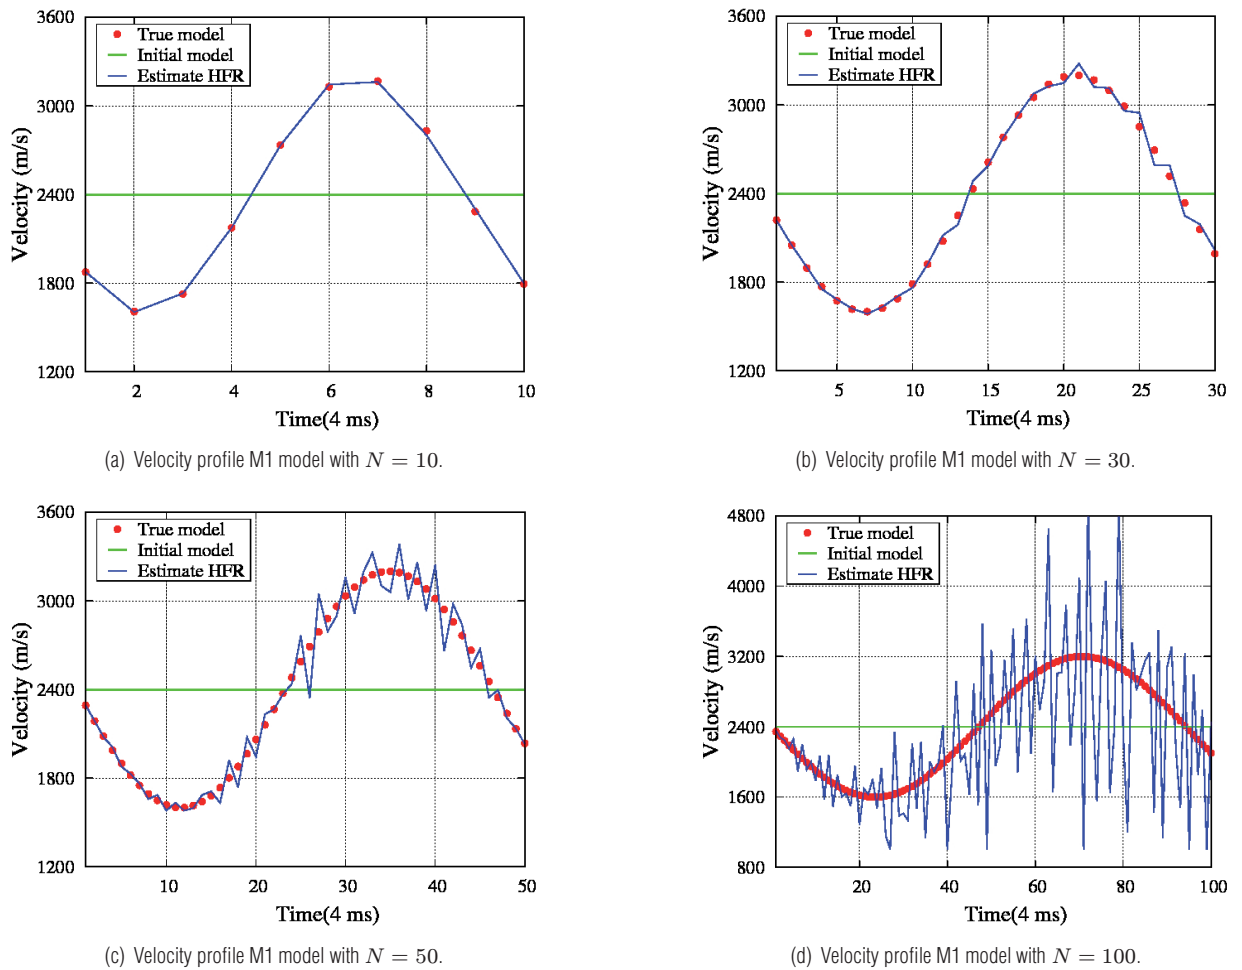 3600
3000
2400
1800
1200
Velocity (m/s)
True model
Initial model
Estimate HFR
2 4 6 8 10
Time(4 ms)
(a) Velocity profile M1 model with N = 10.
3600
3000
2400
1800
1200
Velocity (m/s)
True model
Initial model
Estimate HFR
5 10 15 20 25 30
Time(4 ms)
(b) Velocity profile M1 model with N = 30.
3600
3000
2400
1800
1200
Velocity (m/s)
True model
Initial model
Estimate HFR
10 20 30 40 50
Time(4 ms)
(c) Velocity profile M1 model with N = 50.
4800
4000
3200
2400
1600
800
Velocity (m/s)
True model
Initial model
Estimate HFR
20 40 60 80 100
Time(4 ms)
(d) Velocity profile M1 model with N = 100.